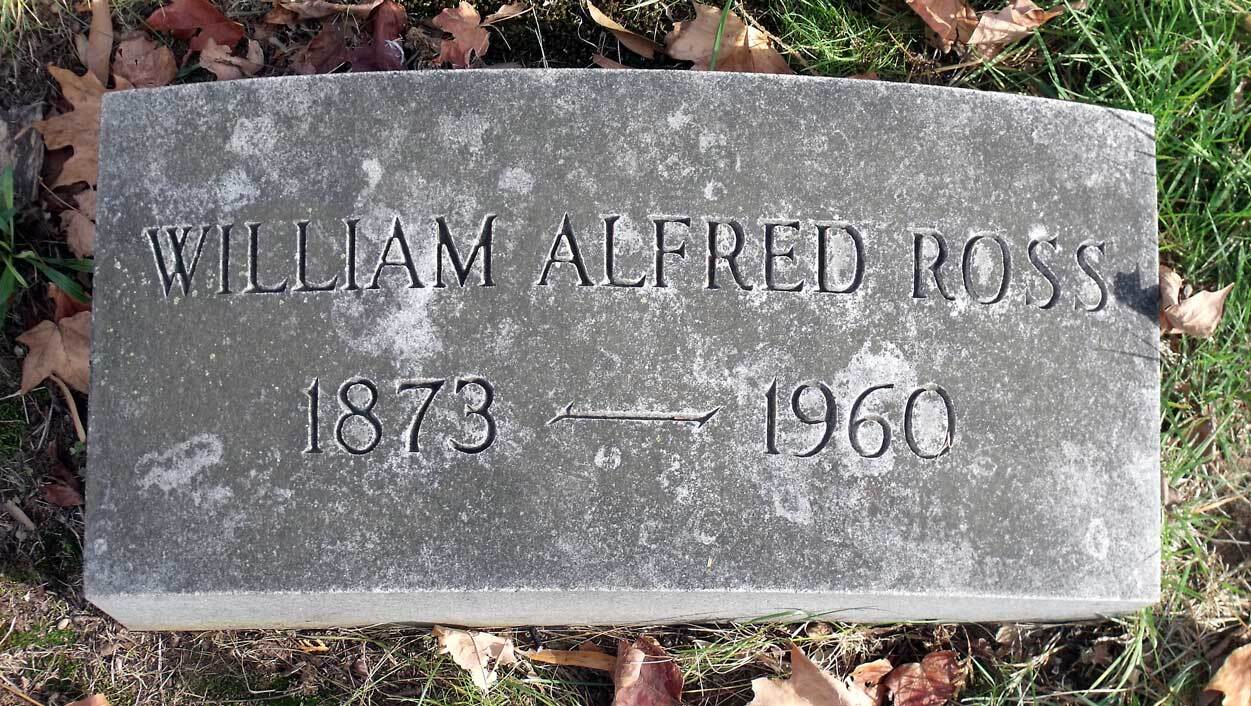 WILLIAM ALFRED ROSS
1873 — 1960